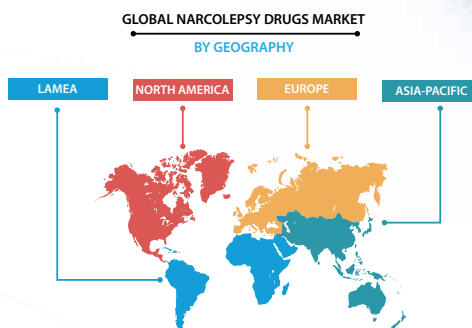 GLOBAL NARCOLEPSY DRUGS MARKET
BY GEOGRAPHY
LAMEA
NORTH AMERICA
EUROPE
ASIA-PACIFIC